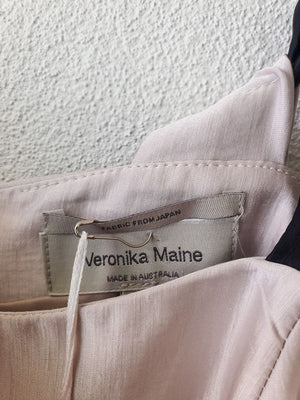 FABRIC FROM JAPAN
Veronika Maine
MADE IN AUSTRALIA